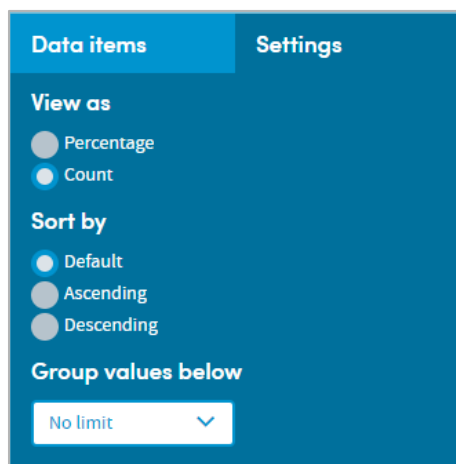 Data items Settings
View as
Percentage
Count
Sort by
Default
Ascending
Descending
Group values below
No limit